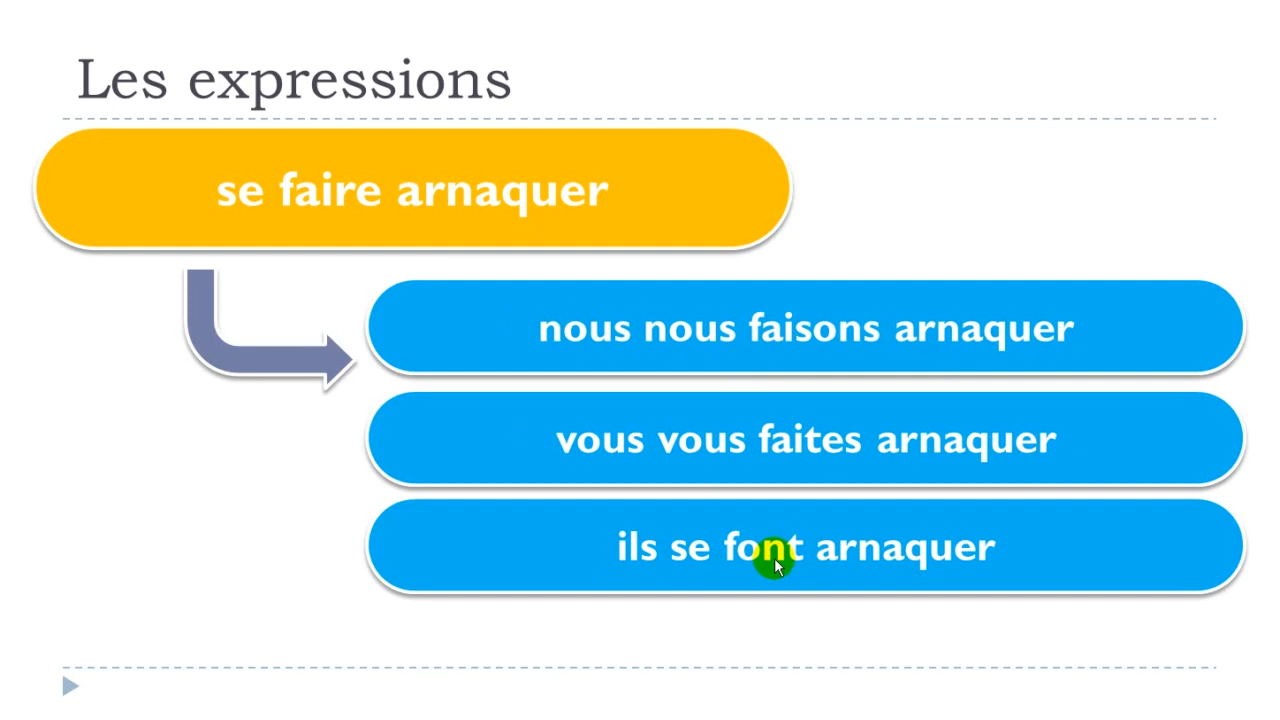 Les expressions
se faire arnaquer
nous nous faisons arnaquer
vous vous faites arnaquer
ils se font arnaquer